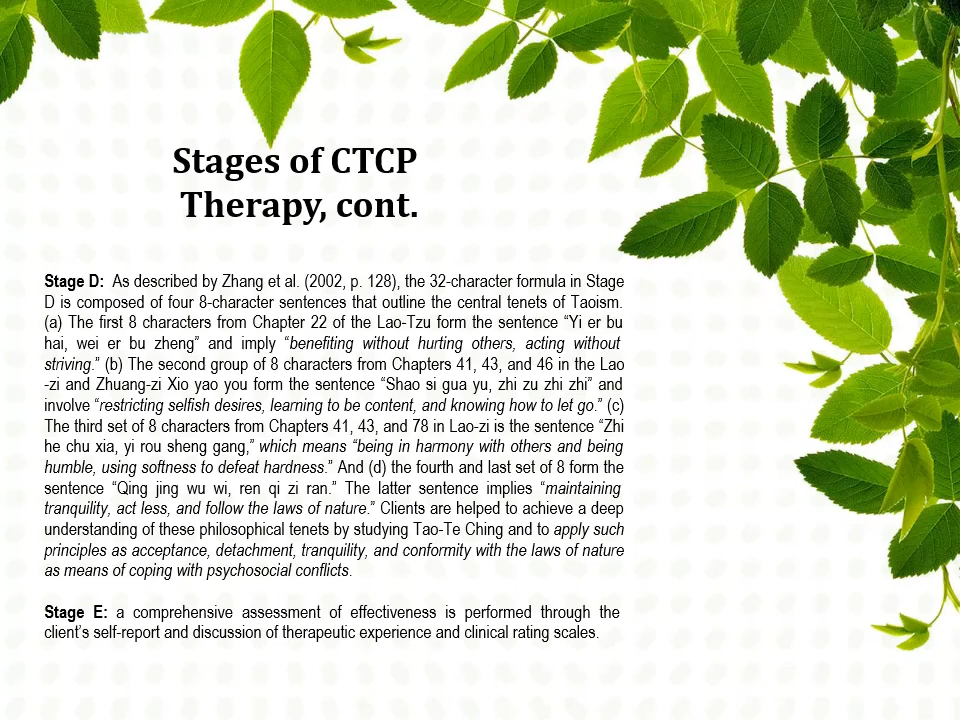 Stages of CTCP
Therapy, cont.
Stage D: As described by Zhang et al. (2002, p. 128), the 32-character formula in Stage
D is composed of four 8-character sentences that outline the central tenets of Taoism.
(a) The first 8 characters from Chapter 22 of the Lao-Tzu form the sentence “Yi er bu
hai, wei er bu zheng” and imply “benefiting without hurting others, acting without
striving.” (b) The second group of 8 characters from Chapters 41, 43, and 46 in the Lao
-zi and Zhuang-zi Xio yao you form the sentence “Shao si gua yu, zhi zu zhi zhi” and
involve “restricting selfish desires, learning to be content, and knowing how to let go.” (c)
The third set of 8 characters from Chapters 41, 43, and 78 in Lao-zi is the sentence “Zhi
he chu xia, yi rou sheng gang,” which means “being in harmony with others and being
humble, using softness to defeat hardness.” And (d) the fourth and last set of 8 form the
sentence “Qing jing wu wi, ren qi zi ran.” The latter sentence implies “maintaining
tranquility, act less, and follow the laws of nature.” Clients are helped to achieve a deep
understanding of these philosophical tenets by studying Tao-Te Ching and to apply such
principles as acceptance, detachment, tranquility, and conformity with the laws of nature
as means of coping with psychosocial conflicts.
Stage E: a comprehensive assessment of effectiveness is performed through the
client’s self-report and discussion of therapeutic experience and clinical rating scales.